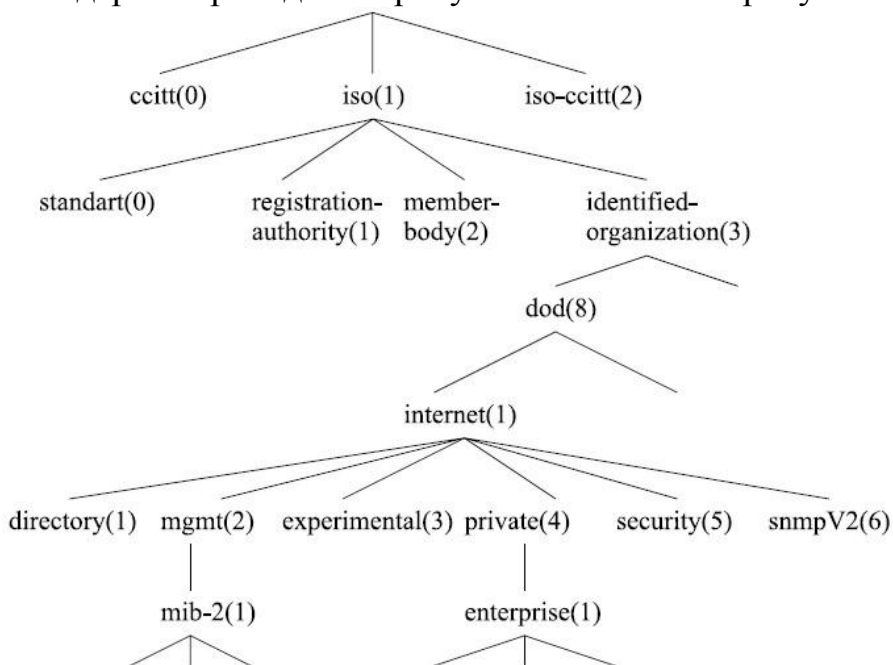 ccitt(0) iso(1) iso-ccitt(2)
standart(0) registration- member- identified-
authority(1) body(2) organization(3)
dod(8)
internet(1)
directory(1) mgmt(2) experimental(3) private(4) security(5) snmpV2(6)
mib-2(1) enterprise(1)